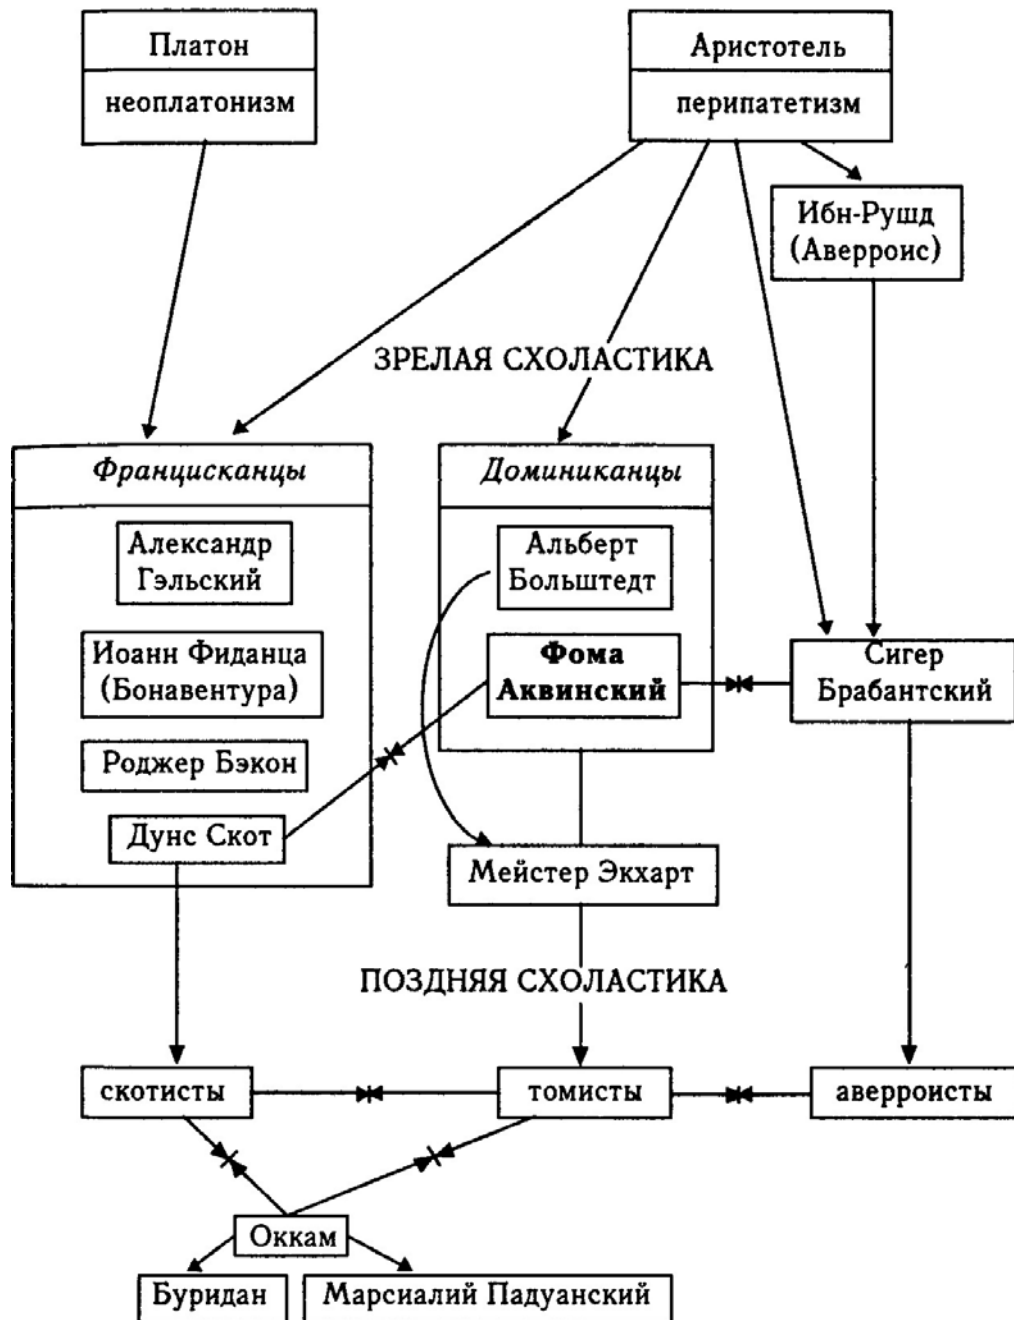 Платон
неоплатонизм
Аристотель
перипатетизм
Ибн-Рушд
(Аверроис)
ЗРЕЛАЯ СХОЛАСТИКА
Францисканцы
Александр
Гэльский
Иоанн Фиданца
(Бонавентура)
Роджер Бэкон
Дунс Скот
Доминиканцы
Альберт
Больштедт
Фома
Аквинский
Сигер
Брабантский
Мейстер Экхарт
ПОЗДНЯЯ СХОЛАСТИКА
скотисты
томисты
аверроисты
Оккам
Буридан
Марсиалий Падуанский